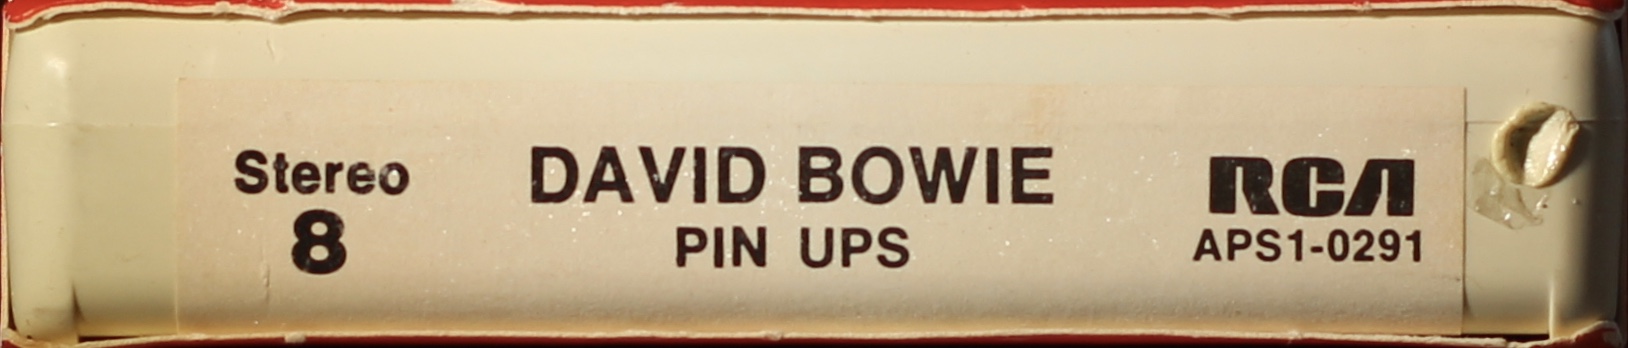 Stereo
8
DAVID BOWIE
PIN UPS
RCA
APS1-0291